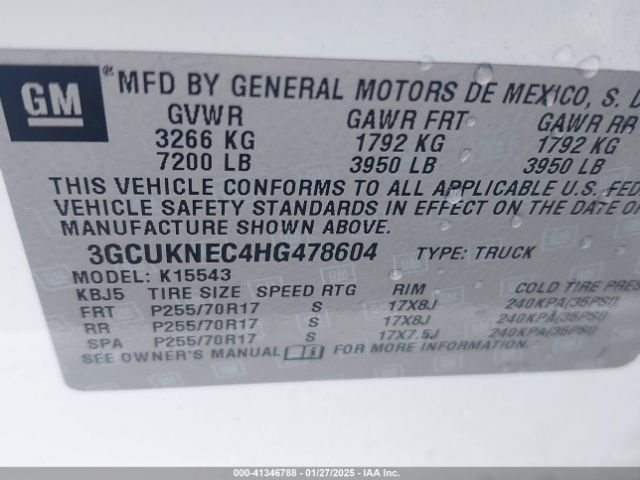 GM
® MFD BY GENERAL MOTORS DE MEXICO, S. D
GVWR GAWR FRT GAWR RR
3266 KG 1792 KG 1792 KG
7200 LB 3950 LB 3950 LB
THIS VEHICLE CONFORMS TO ALL APPLICABLE U.S. FED
VEHICLE SAFETY STANDARDS IN EFFECT ON THE DATE OF
MANUFACTURE SHOWN ABOVE.
3GCUKNEC4HG478604 TYPE: TRUCK
MODEL: K15543
KBJ5 TIRE SIZE SPEED RTG RIM COLD TIRE PRES
FRT P255/70R17 S 17X8J 240KPA(35PSI)
RR P255/70R17 S 17X8J 240KPA(35PSI)
SPA P255/70R17 S 17X7.5J 240KPA(35PSI)
SEE OWNER'S MANUAL FOR MORE INFORMATION.
000-41346788 - 01/27/2025 - IAA Inc.